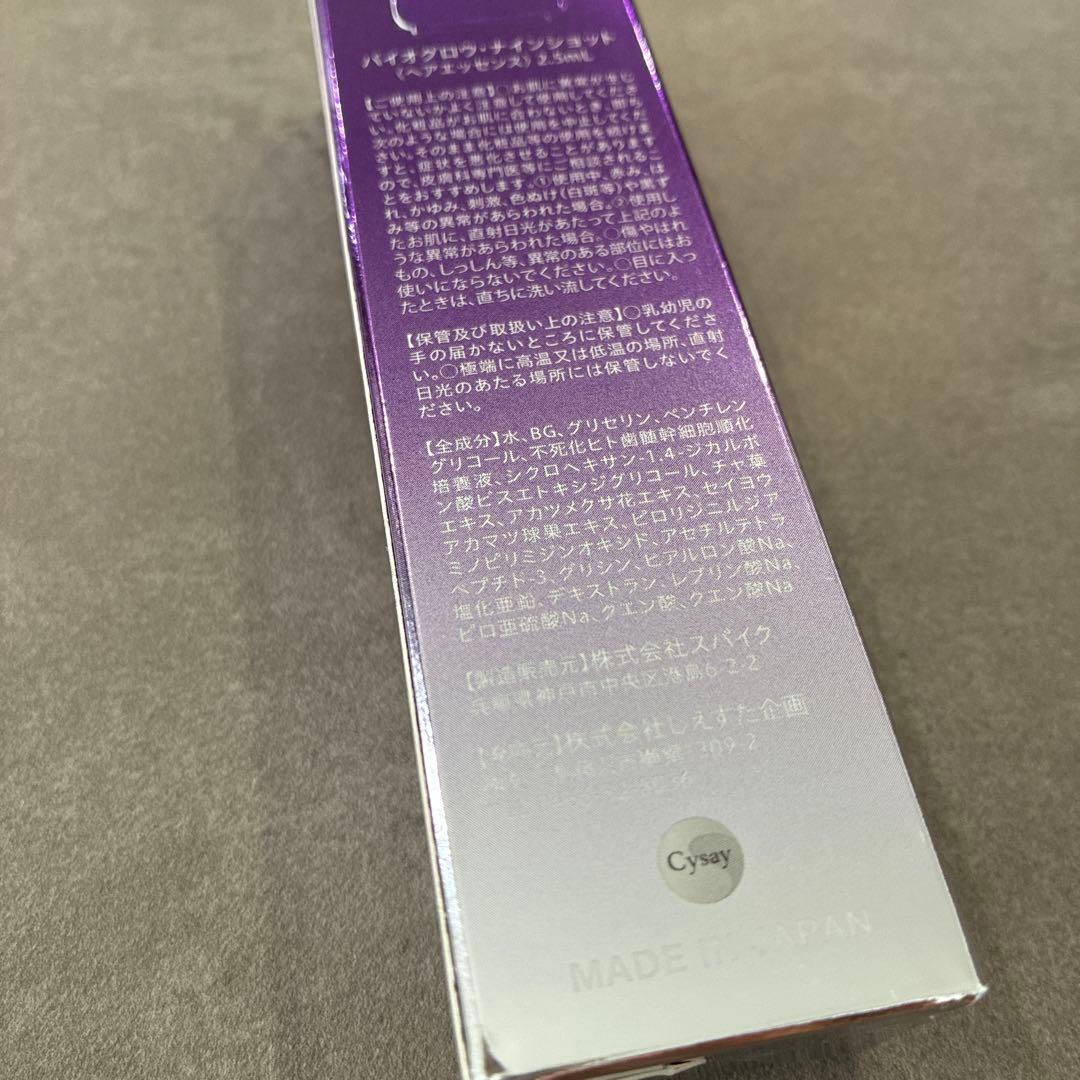 バイオグロウ・ナインショット
〈ヘアエッセンス〉2.5mL
【ご使用上の注意】○お肌に異常が生じ
ていないかよく注意して使用してくださ
い。化粧品がお肌に合わないとき、即ち
次のような場合には使用を中止してくだ
さい。そのまま化粧品等の使用を続けま
すと、症状を悪化させることがあります
ので、皮膚科専門医等にご相談されるこ
とをおすすめします。①使用中、赤み、は
れ、かゆみ、刺激、色ぬけ(白斑等)や黒ず
み等の異常があらわれた場合。②使用し
たお肌に、直射日光があたって上記のよ
うな異常があらわれた場合。○傷やはれ
もの、しっしん等、異常のある部位にはお
使いにならないでください。○目に入っ
たときは、直ちに洗い流してください。
【保管及び取扱い上の注意】○乳幼児の
手の届かないところに保管してくださ
い。○極端に高温又は低温の場所、直射
日光のあたる場所には保管しないでく
ださい。
【全成分】水、BG、グリセリン、ペンチレン
グリコール、不死化ヒト歯髄幹細胞順化
培養液、シクロヘキサン-1,4-ジカルボ
ン酸ビスエトキシジグリコール、チャ葉
エキス、アカツメクサ花エキス、セイヨウ
アカマツ球果エキス、ピロリジニルジア
ミノピリミジンオキシド、アセチルテトラ
ペプチド-3、グリシン、ヒアルロン酸Na、
塩化亜鉛、デキストラン、レブリン酸Na、
ピロ亜硫酸Na、クエン酸、クエン酸Na
【製造販売元】株式会社スパイク
兵庫県神戸市中央区港島6-2-2
【発売元】株式会社しえすた企画
309-2
Cysay
MADE IN JAPAN